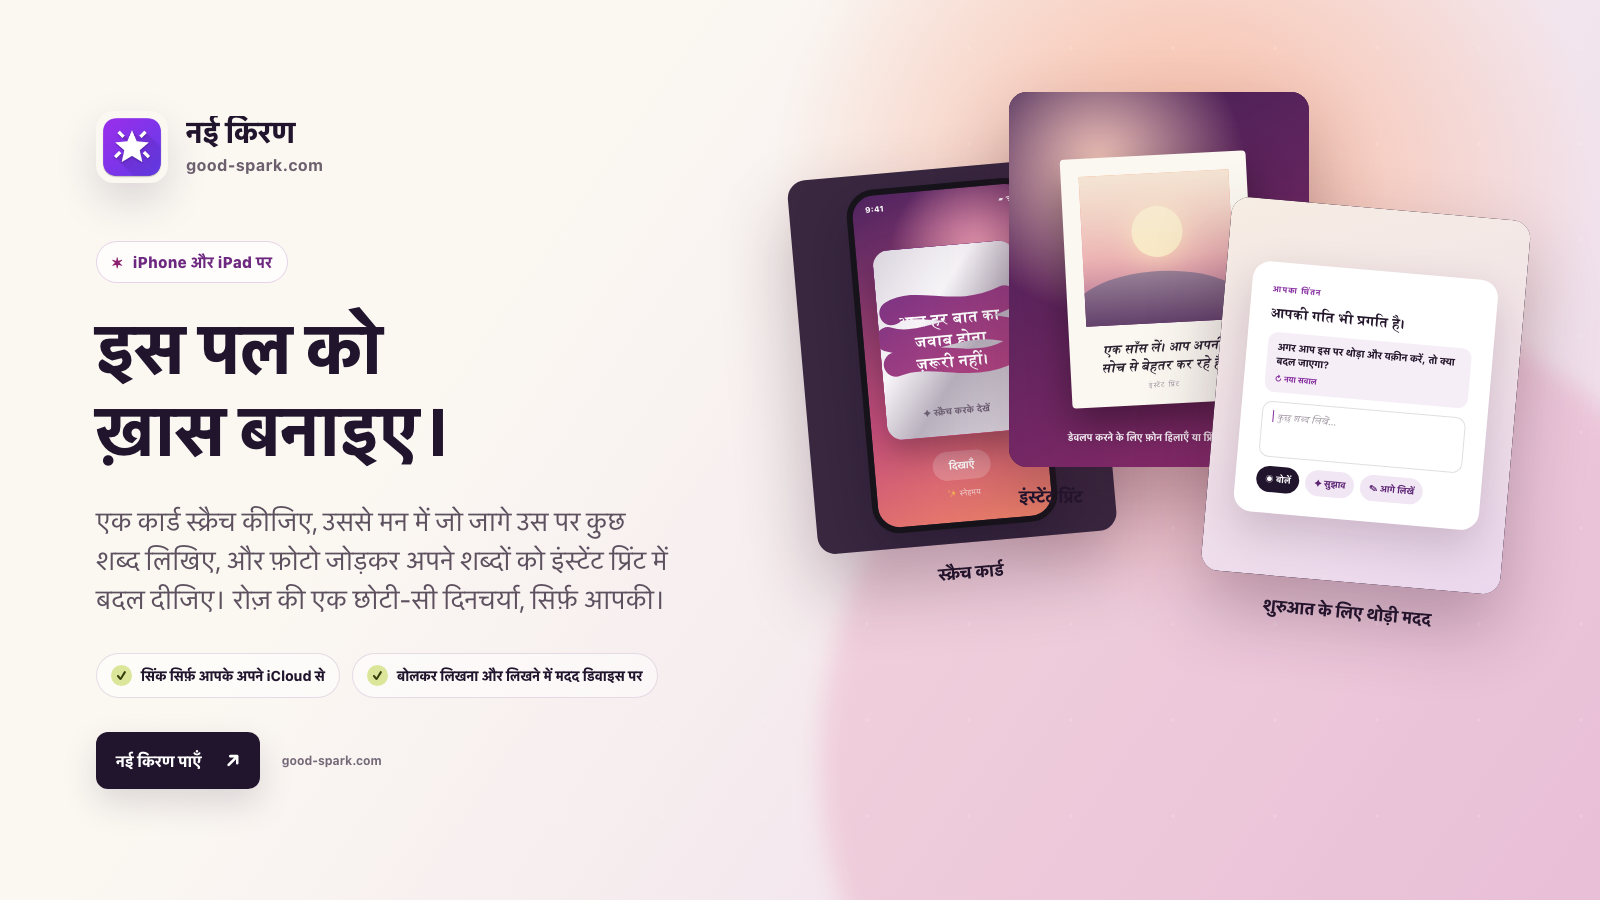 नई किरण
good-spark.com
iPhone और iPad पर
इस पल को
ख़ास बनाइए।
एक कार्ड स्क्रैच कीजिए, उससे मन में जो जागे उस पर कुछ
शब्द लिखिए, और फ़ोटो जोड़कर अपने शब्दों को इंस्टेंट प्रिंट में
बदल दीजिए। रोज़ की एक छोटी-सी दिनचर्या, सिर्फ़ आपकी।
सिंक सिर्फ़ आपके अपने iCloud से
बोलकर लिखना और लिखने में मदद डिवाइस पर
नई किरण पाएँ
good-spark.com
9:41
हर बात का
जवाब होना
ज़रूरी नहीं।
स्क्रैच करके देखें
दिखाएँ
स्नेहमय
स्क्रैच कार्ड
एक साँस लें। आप अपनी
सोच से बेहतर कर रहे
इंस्टेंट प्रिंट
डेवलप करने के लिए फ़ोन हिलाएँ या
इंस्टेंट प्रिंट
आपका चिंतन
आपकी गति भी प्रगति है।
अगर आप इस पर थोड़ा और यक़ीन करें, तो क्या
बदल जाएगा?
नया सवाल
कुछ शब्द लिखें...
बोलें
सुझाव
आगे लिखें
शुरुआत के लिए थोड़ी मदद